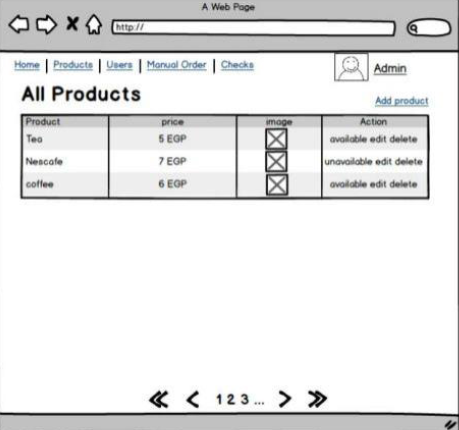 A Web Page
http://
Home | Products | Users | Manual Order | Checks
Admin
All Products
Add product
Product price image Action
Tea 5 EGP available edit delete
Nescafe 7 EGP unavailable edit delete
coffee 6 EGP available edit delete
1 2 3 ...